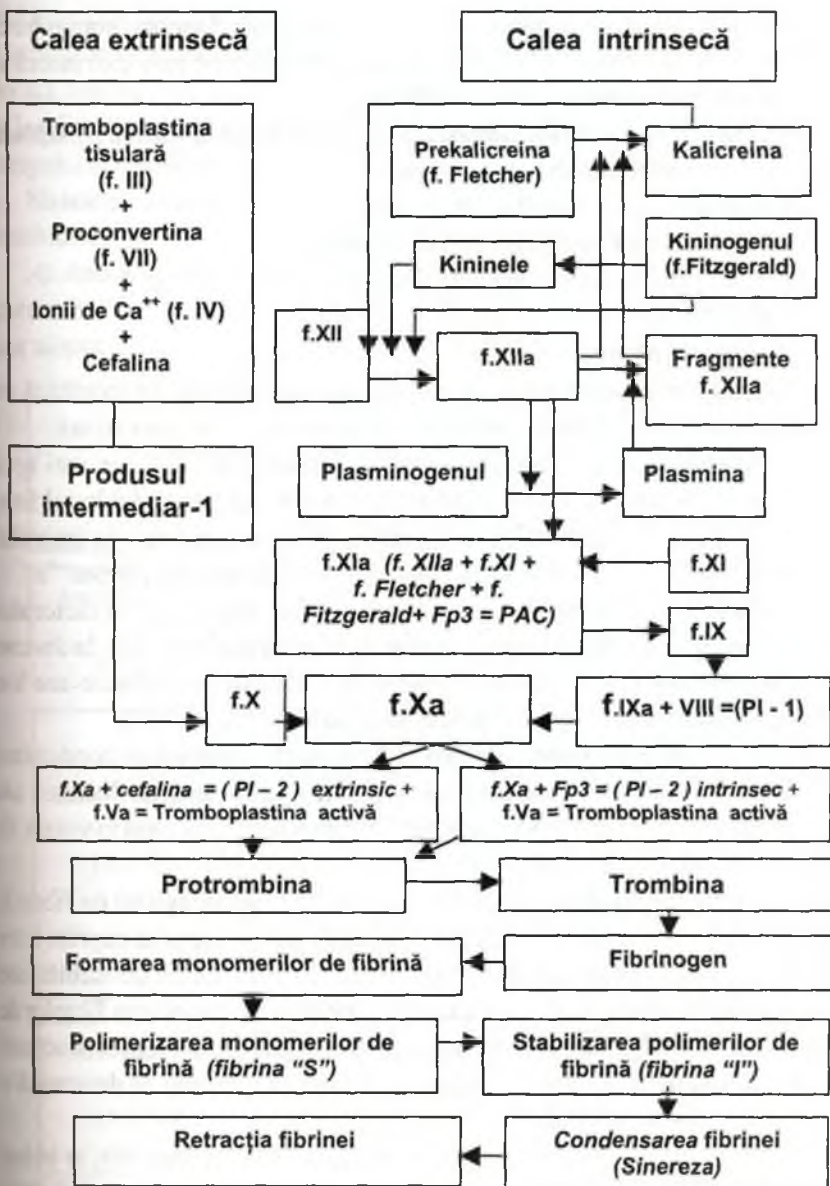 Calea extrinsecă
Calea intrinsecă
Tromboplastina
tisulară
(f. III)
+
Proconvertina
(f. VII)
+
Ionii de Ca++ (f. IV)
+
Cefalina
Prekalicreina
(f. Fletcher)
Kalicreina
Kininele
Kininogenul
(f.Fitzgerald)
f.XII
f.XIIa
Fragmente
f. XIIa
Produsul
intermediar-1
Plasminogenul
Plasmina
f.XIa (f. XIIa + f.XI +
f. Fletcher + f.
Fitzgerald+ Fp3 = PAC)
f.XI
f.IX
f.X
f.Xa
f.IXa + VIII =(PI - 1)
f.Xa + cefalina = ( PI – 2 ) extrinsic +
f.Va = Tromboplastina activă
f.Xa + Fp3 = ( PI – 2 ) intrinsec +
f.Va = Tromboplastina activă
Protrombina
Trombina
Formarea monomerilor de fibrină
Fibrinogen
Polimerizarea monomerilor de
fibrină (fibrina “S”)
Stabilizarea polimerilor de
fibrină (fibrina “I”)
Retracția fibrinei
Condensarea fibrinei
(Sinereza)